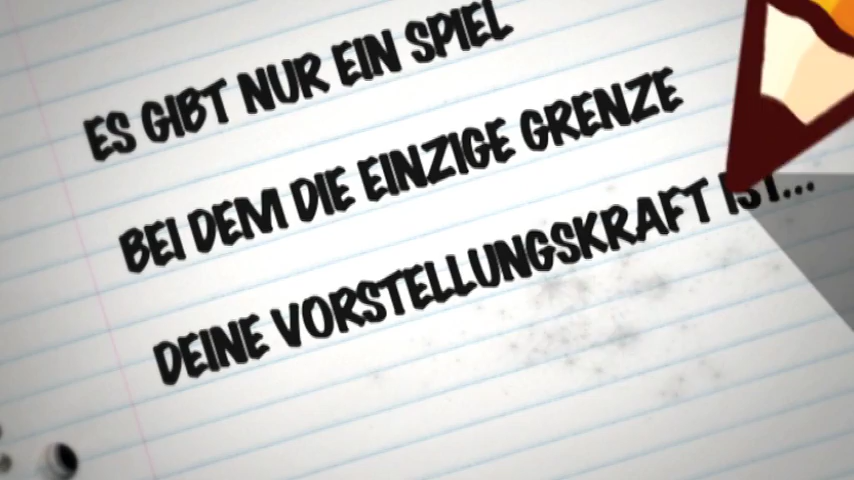 ES GIBT NUR EIN SPIEL
BEI DEM DIE EINZIGE GRENZE
DEINE VORSTELLUNGSKRAFT IST...